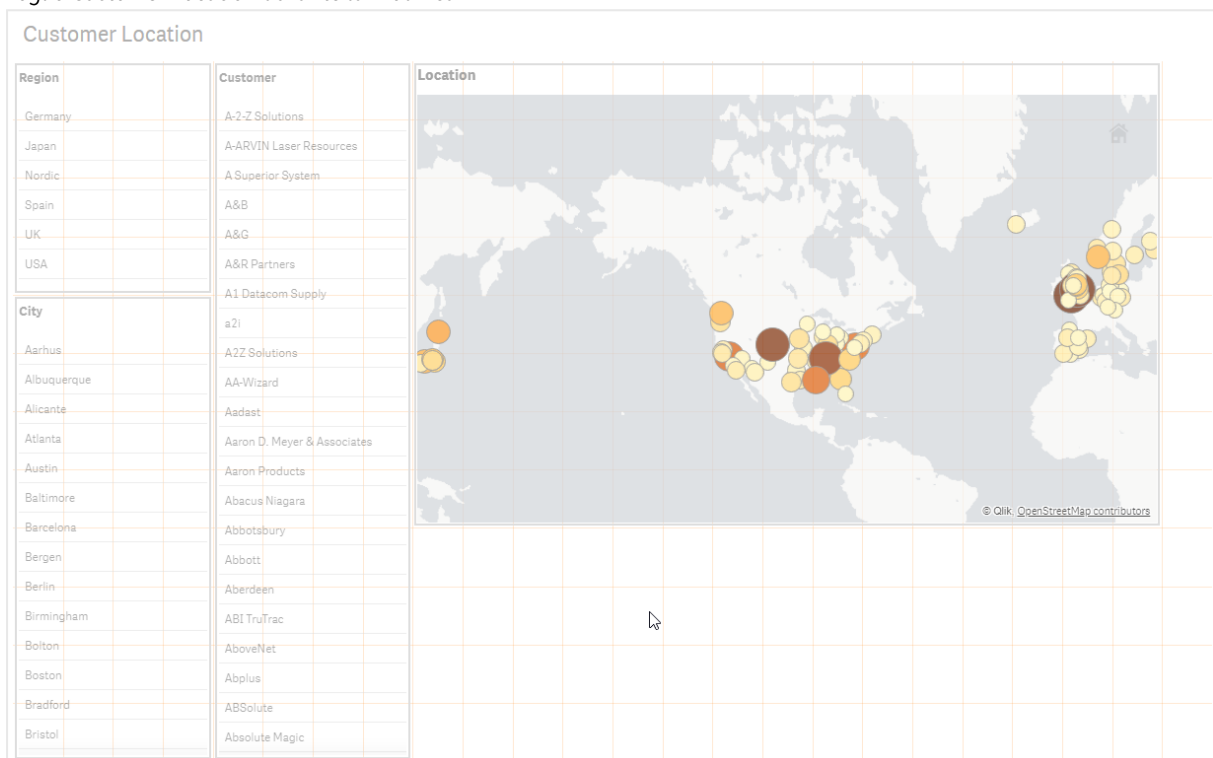 Customer Location
Region
Germany
Japan
Nordic
Spain
UK
USA
City
Aarhus
Albuquerque
Alicante
Atlanta
Austin
Baltimore
Barcelona
Bergen
Berlin
Birmingham
Bolton
Boston
Bradford
Bristol
Customer
A-2-Z Solutions
A-ARVIN Laser Resources
A Superior System
A&B
A&G
A&R Partners
A1 Datacom Supply
a2i
A2Z Solutions
AA-Wizard
Aadast
Aaron D. Meyer & Associates
Aaron Products
Abacus Niagara
Abbotsbury
Abbott
Aberdeen
ABI TruTrac
AboveNet
Abplus
ABSolute
Absolute Magic
Location
© Qlik, OpenStreetMap contributors